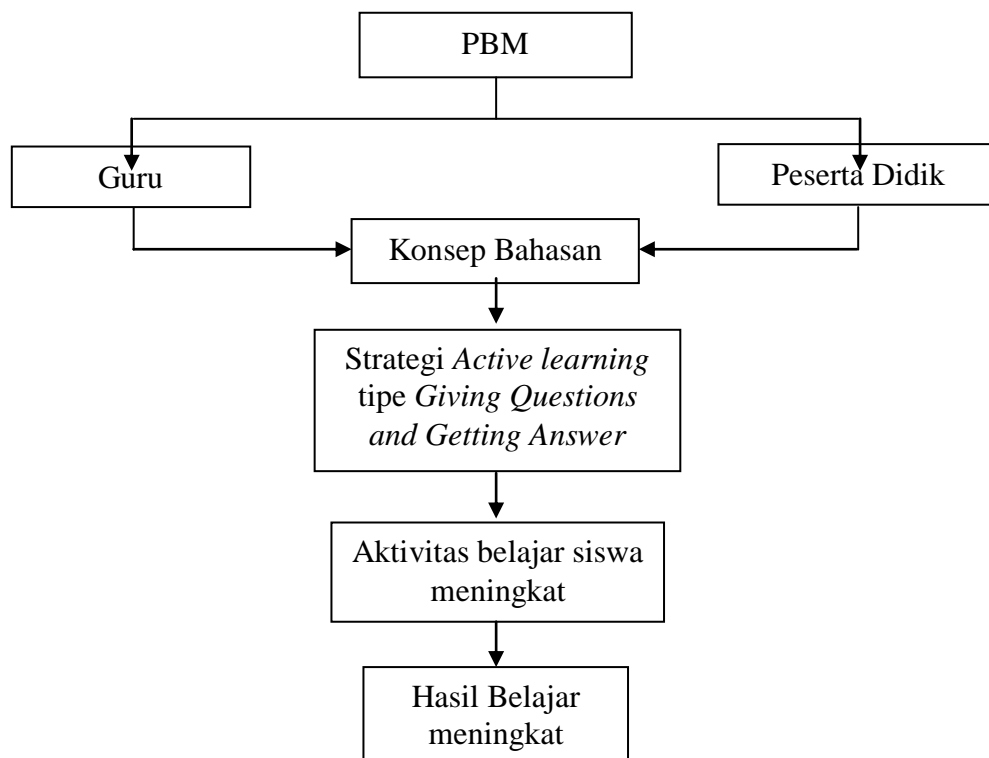 PBM
Guru
Peserta Didik
Konsep Bahasan
Strategi Active learning
tipe Giving Questions
and Getting Answer
Aktivitas belajar siswa
meningkat
Hasil Belajar
meningkat